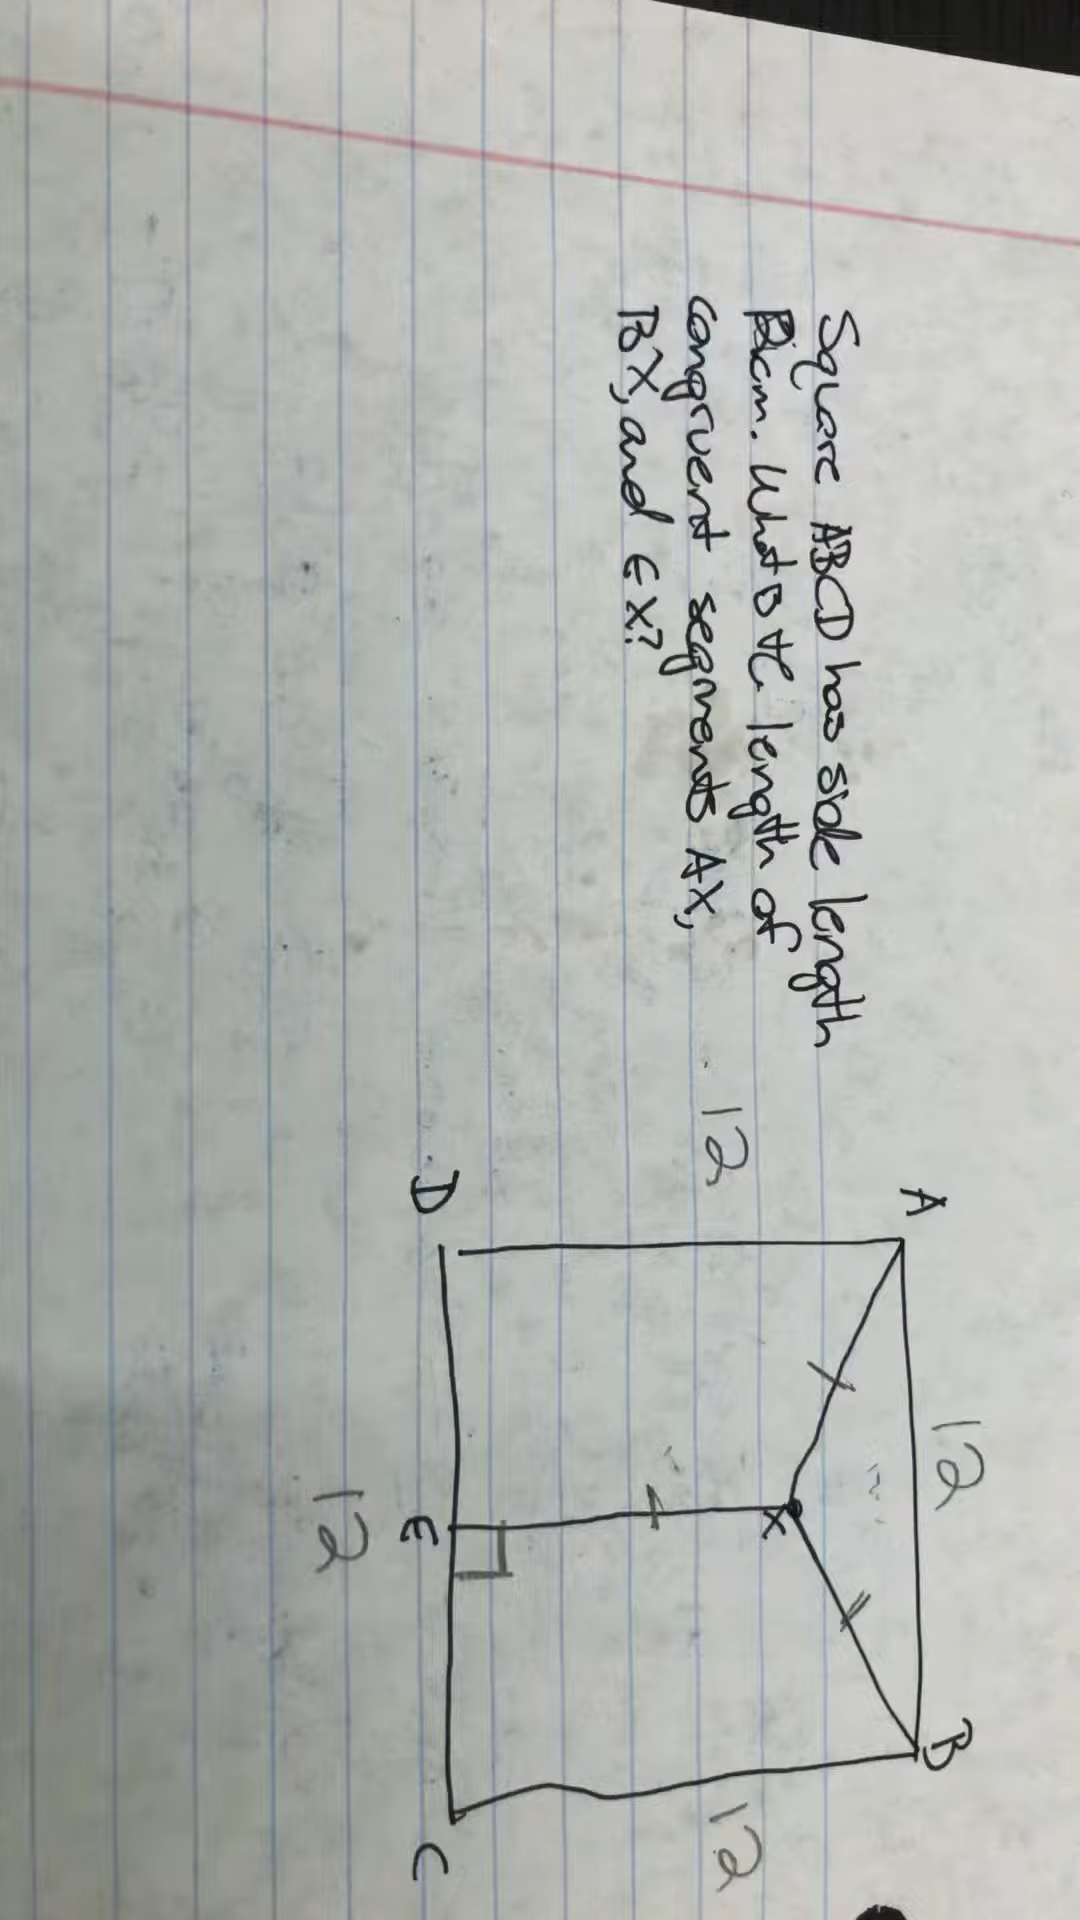 Square ABCD has side length
12cm. What is the length of
congruent segments AX,
BX, and EX?
A
12
B
12
X
12
D
E
C
12